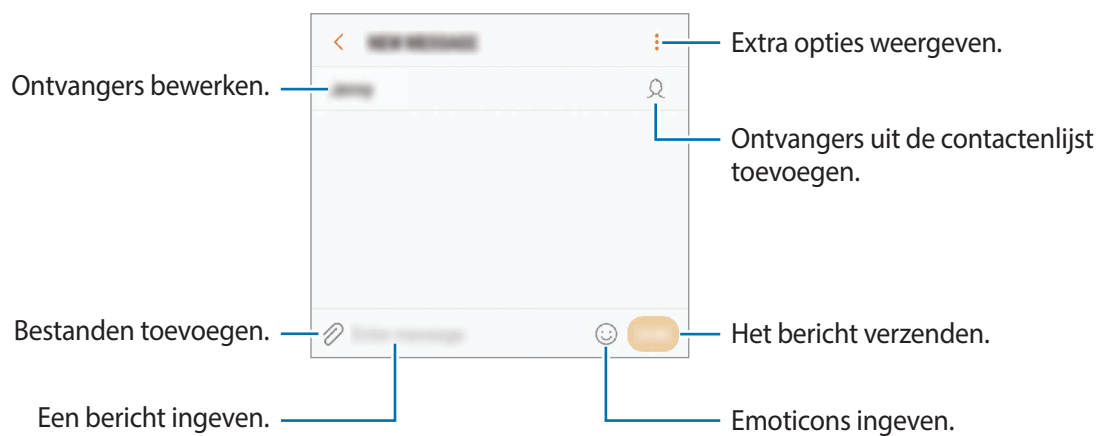 Extra opties weergeven.
Ontvangers bewerken.
Ontvangers uit de contactenlijst
toevoegen.
Bestanden toevoegen.
Het bericht verzenden.
Een bericht ingeven.
Emoticons ingeven.